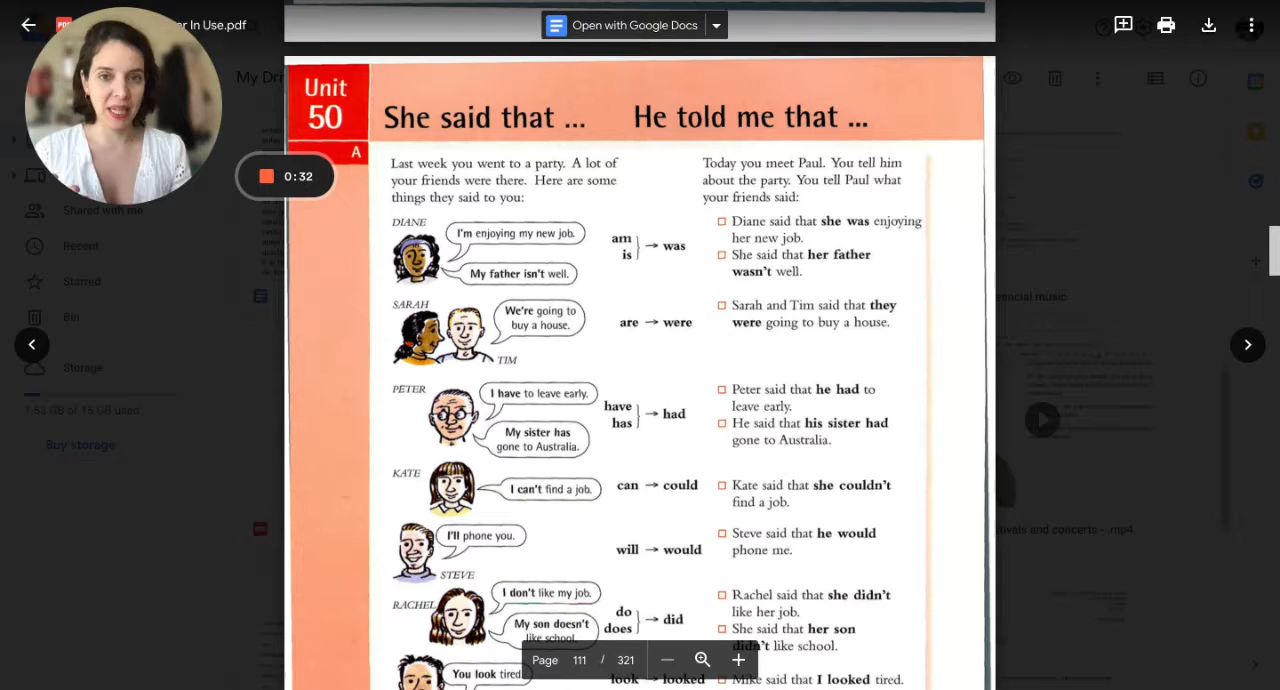 PDF
r In Use.pdf
Open with Google Docs
My Dri
0:32
Shared with me
Recent
Starred
Bin
Storage
1.53 GB of 15 GB used
Buy storage
Unit
50
She said that ... He told me that ...
A
Last week you went to a party. A lot of
your friends were there. Here are some
things they said to you:
Today you meet Paul. You tell him
about the party. You tell Paul what
your friends said:
DIANE
I'm enjoying my new job.
My father isn't well.
am
is
→ was
Diane said that she was enjoying
her new job.
She said that her father
wasn't well.
SARAH
We're going to
buy a house.
TIM
are → were
Sarah and Tim said that they
were going to buy a house.
PETER
I have to leave early.
My sister has
gone to Australia.
have
has
→ had
Peter said that he had to
leave early.
He said that his sister had
gone to Australia.
KATE
I can't find a job.
can → could
Kate said that she couldn't
find a job.
I'll phone you.
STEVE
will → would
Steve said that he would
phone me.
RACHEL
I don't like my job.
My son doesn't
like school.
do
does
→ did
Rachel said that she didn't
like her job.
She said that her son
didn't like school.
You look tired.
look → looked
Mike said that I looked tired.
Page 111 / 321
encial music
stivals and concerts - .mp4